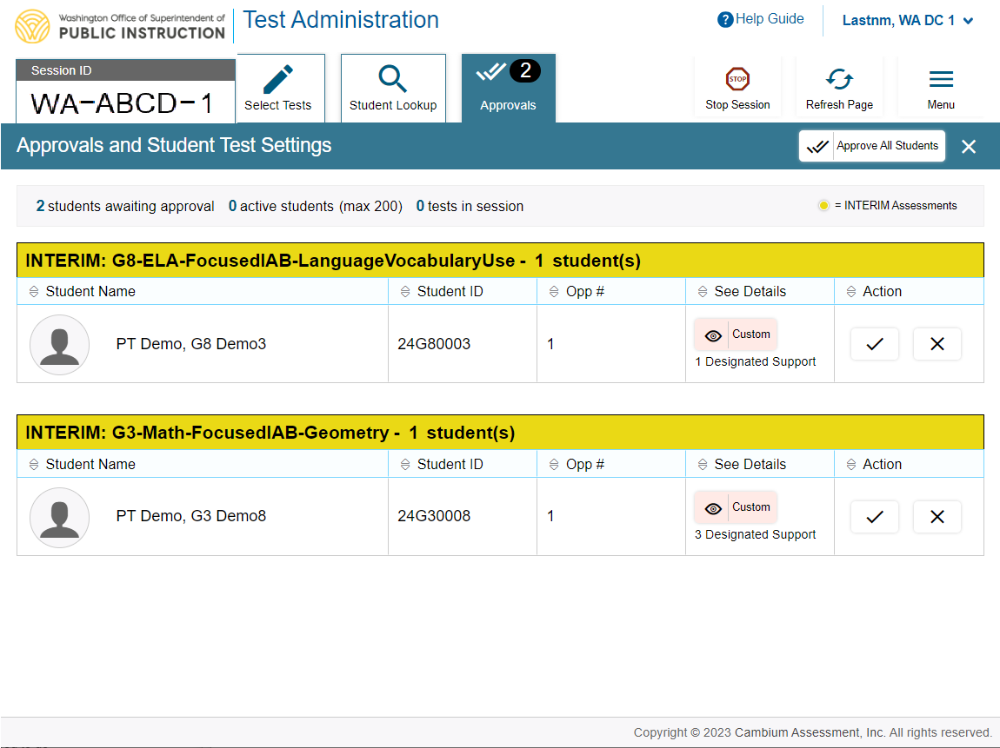 Washington Office of Superintendent of
PUBLIC INSTRUCTION
Test Administration
Help Guide
Lastnm, WA DC 1
Session ID
WA-ABCD-1
Select Tests
Student Lookup
2
Approvals
STOP
Stop Session
Refresh Page
Menu
Approvals and Student Test Settings
Approve All Students
2 students awaiting approval 0 active students (max 200) 0 tests in session
= INTERIM Assessments
INTERIM: G8-ELA-FocusedIAB-LanguageVocabularyUse - 1 student(s)
Student Name Student ID Opp # See Details Action
PT Demo, G8 Demo3 24G80003 1 Custom
1 Designated Support
INTERIM: G3-Math-FocusedIAB-Geometry - 1 student(s)
Student Name Student ID Opp # See Details Action
PT Demo, G3 Demo8 24G30008 1 Custom
3 Designated Support
Copyright © 2023 Cambium Assessment, Inc. All rights reserved.